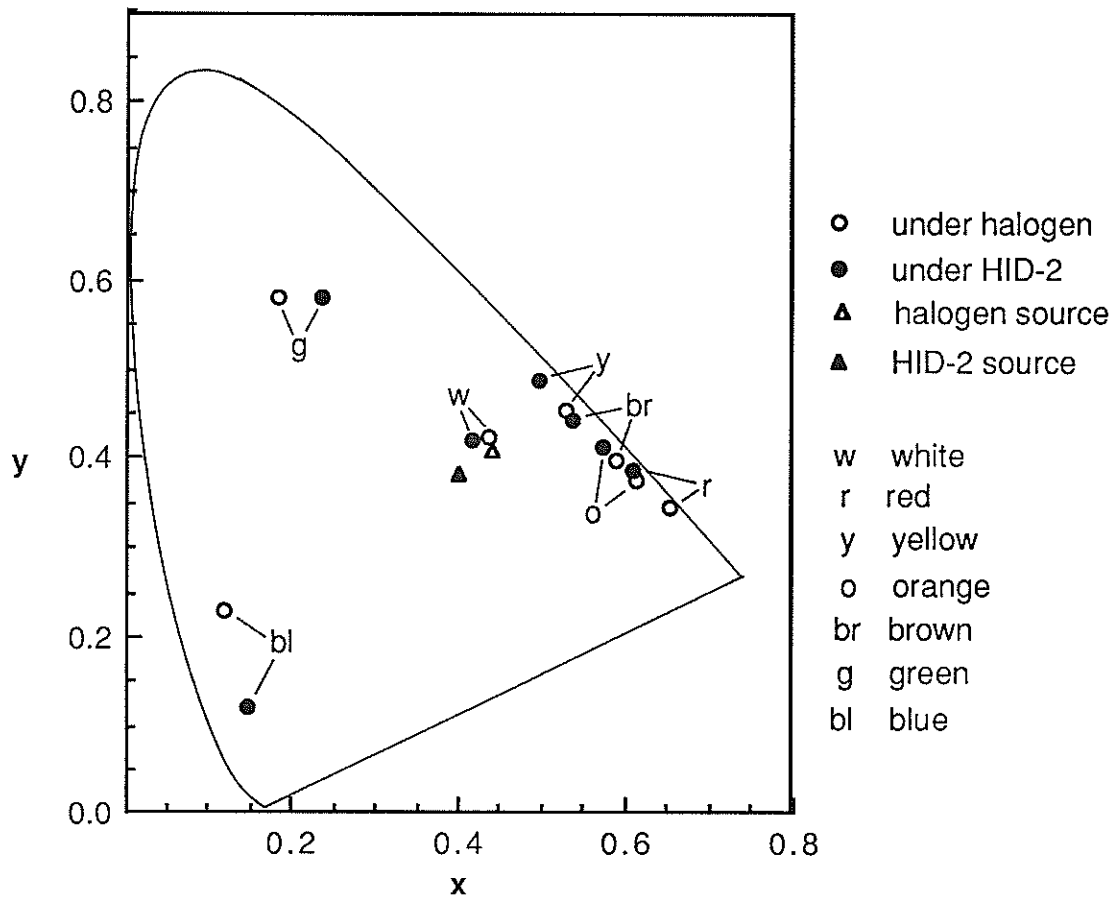 0.8
0.6
0.4
0.2
0.0
y
0.2 0.4 0.6 0.8
x
g
w
y
br
o
r
bl
under halogen
under HID-2
halogen source
HID-2 source
w white
r red
y yellow
o orange
br brown
g green
bl blue